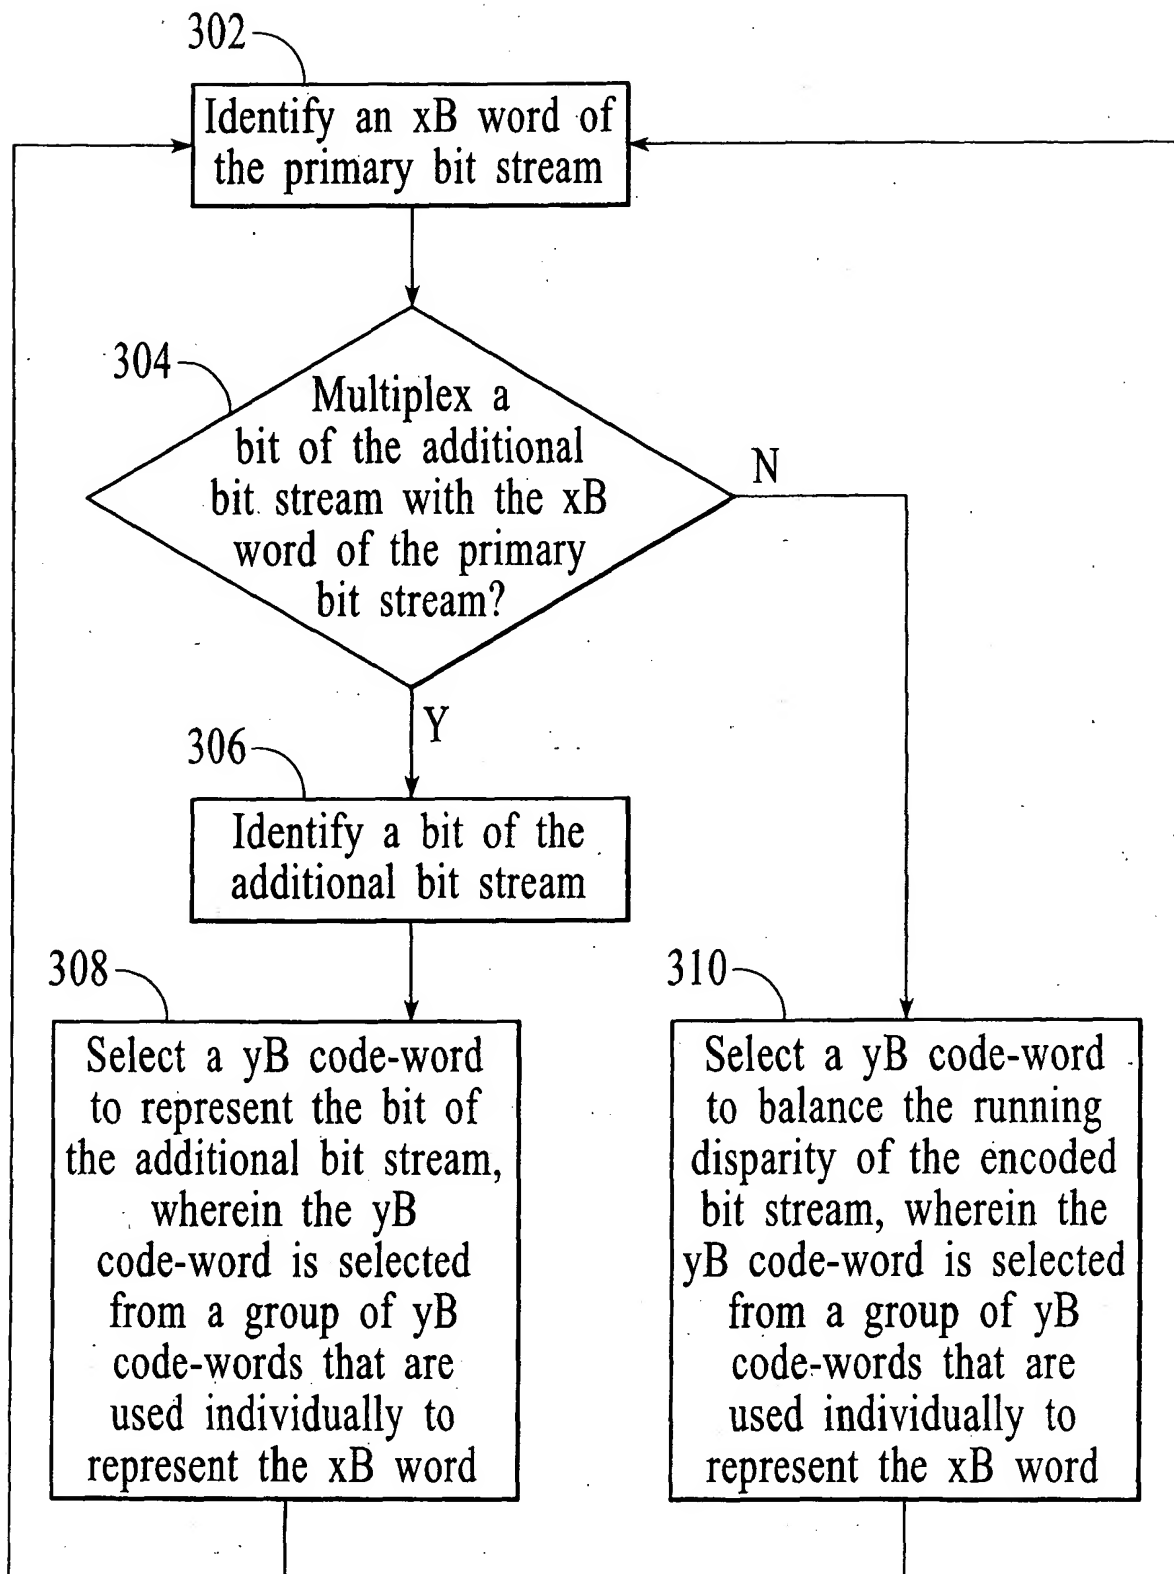 302
Identify an xB word of
the primary bit stream
304
Multiplex a
bit of the additional
bit stream with the xB
word of the primary
bit stream?
N
Y
306
Identify a bit of the
additional bit stream
308
Select a yB code-word
to represent the bit of
the additional bit stream,
wherein the yB
code-word is selected
from a group of yB
code-words that are
used individually to
represent the xB word
310
Select a yB code-word
to balance the running
disparity of the encoded
bit stream, wherein the
yB code-word is selected
from a group of yB
code-words that are
used individually to
represent the xB word